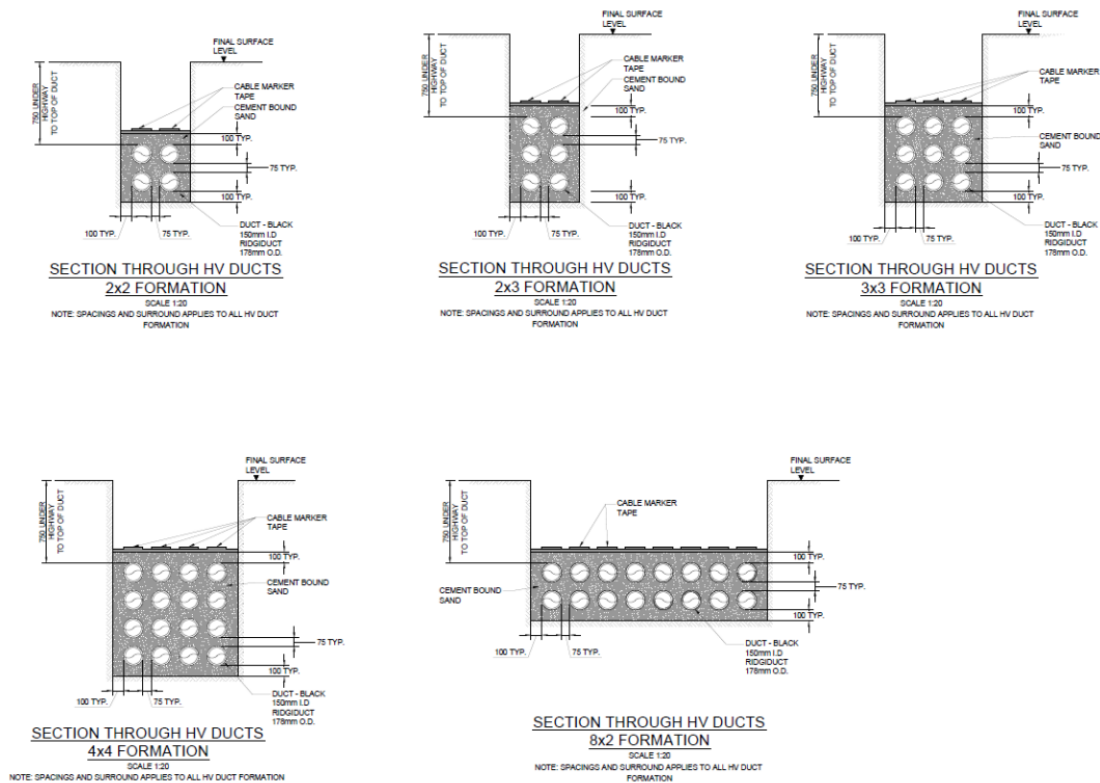 FINAL SURFACE
LEVEL
750 UNDER
HIGHWAY
TO TOP OF DUCT
CABLE MARKER
TAPE
CEMENT BOUND
SAND
100 TYP.
75 TYP.
100 TYP.
100 TYP.
75 TYP.
DUCT - BLACK
150mm I.D
RIDGIDUCT
178mm O.D.
SECTION THROUGH HV DUCTS
2x2 FORMATION
SCALE 1:20
NOTE: SPACINGS AND SURROUND APPLIES TO ALL HV DUCT
FORMATION
FINAL SURFACE
LEVEL
750 UNDER
HIGHWAY
TO TOP OF DUCT
CABLE MARKER
TAPE
CEMENT BOUND
SAND
100 TYP.
75 TYP.
100 TYP.
100 TYP.
75 TYP.
DUCT - BLACK
150mm I.D
RIDGIDUCT
178mm O.D.
SECTION THROUGH HV DUCTS
2x3 FORMATION
SCALE 1:20
NOTE: SPACINGS AND SURROUND APPLIES TO ALL HV DUCT
FORMATION
FINAL SURFACE
LEVEL
750 UNDER
HIGHWAY
TO TOP OF DUCT
CABLE MARKER
TAPE
100 TYP.
CEMENT BOUND
SAND
75 TYP.
100 TYP.
100 TYP.
75 TYP.
DUCT - BLACK
150mm I.D
RIDGIDUCT
178mm O.D.
SECTION THROUGH HV DUCTS
3x3 FORMATION
SCALE 1:20
NOTE: SPACINGS AND SURROUND APPLIES TO ALL HV DUCT
FORMATION
FINAL SURFACE
LEVEL
750 UNDER
HIGHWAY
TO TOP OF DUCT
CABLE MARKER
TAPE
100 TYP.
CEMENT BOUND
SAND
75 TYP.
100 TYP.
100 TYP.
75 TYP.
DUCT - BLACK
150mm I.D
RIDGIDUCT
178mm O.D.
SECTION THROUGH HV DUCTS
4x4 FORMATION
SCALE 1:20
NOTE: SPACINGS AND SURROUND APPLIES TO ALL HV DUCT FORMATION
FINAL SURFACE
LEVEL
750 UNDER
HIGHWAY
TO TOP OF DUCT
CABLE MARKER
TAPE
100 TYP.
CEMENT BOUND
SAND
75 TYP.
100 TYP.
100 TYP.
75 TYP.
DUCT - BLACK
150mm I.D
RIDGIDUCT
178mm O.D.
SECTION THROUGH HV DUCTS
8x2 FORMATION
SCALE 1:20
NOTE: SPACINGS AND SURROUND APPLIES TO ALL HV DUCT
FORMATION